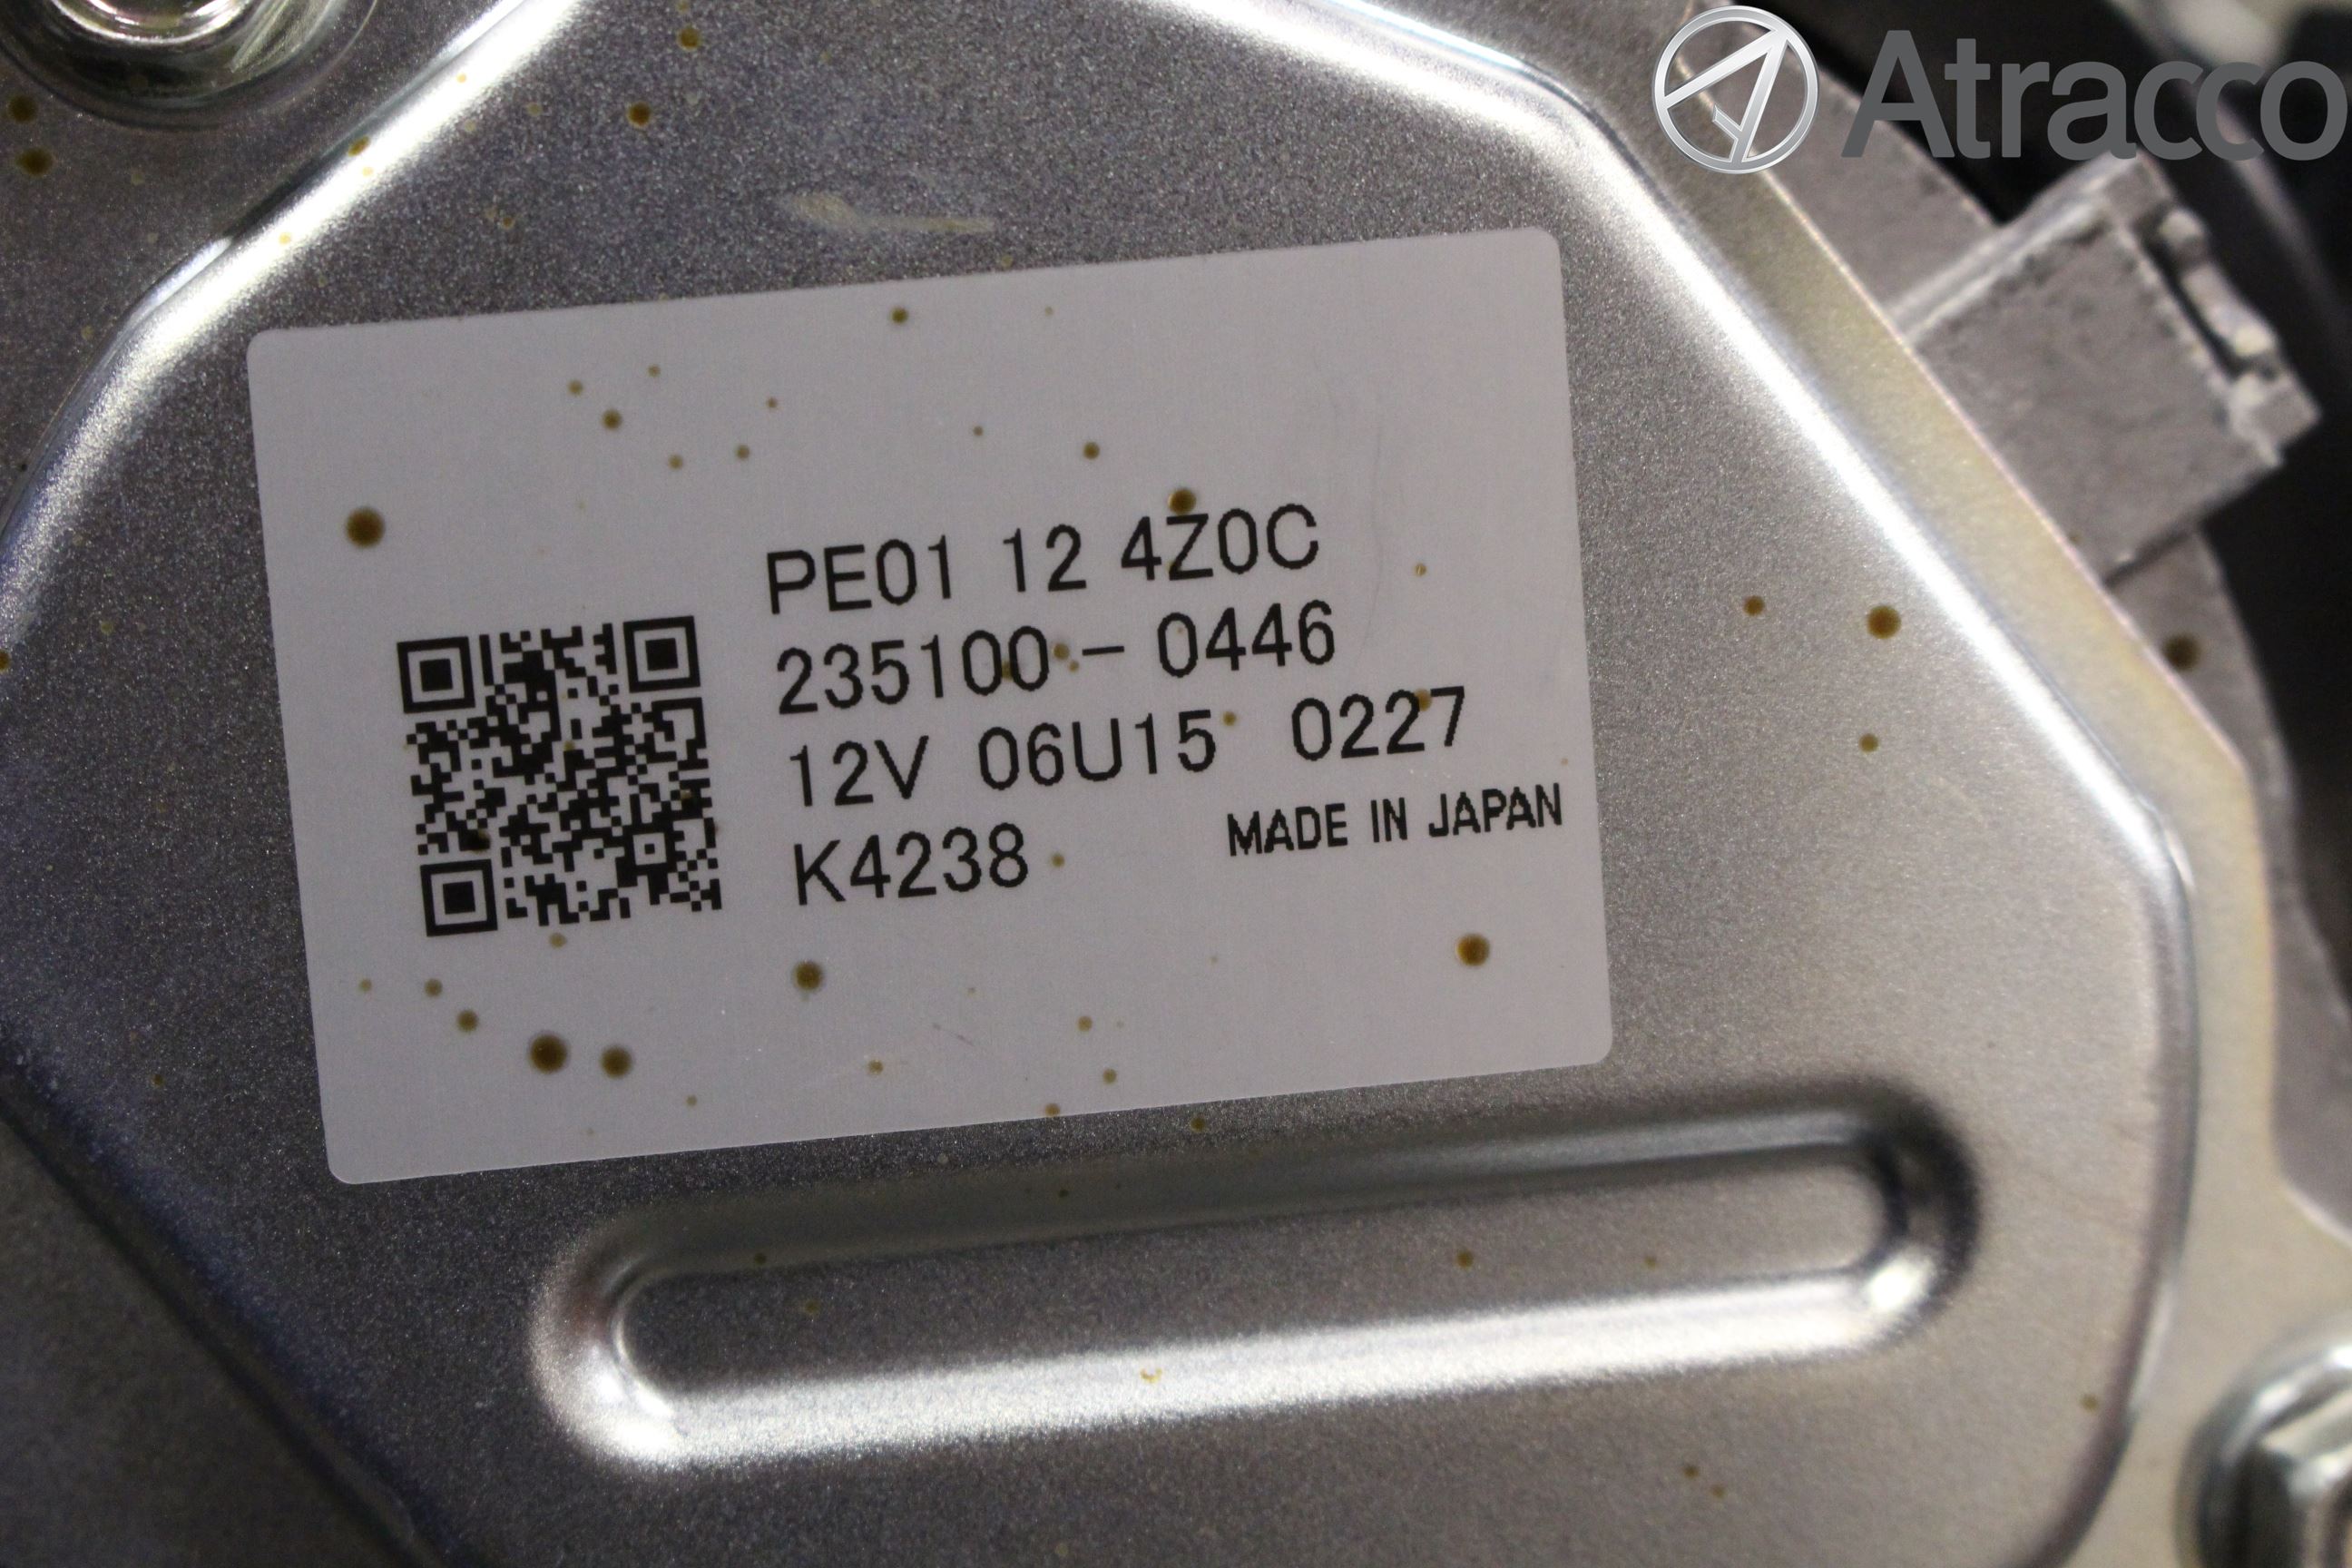 Atracco
PE01 12 4Z0C
235100-0446
12V 06U15 0227
K4238 MADE IN JAPAN